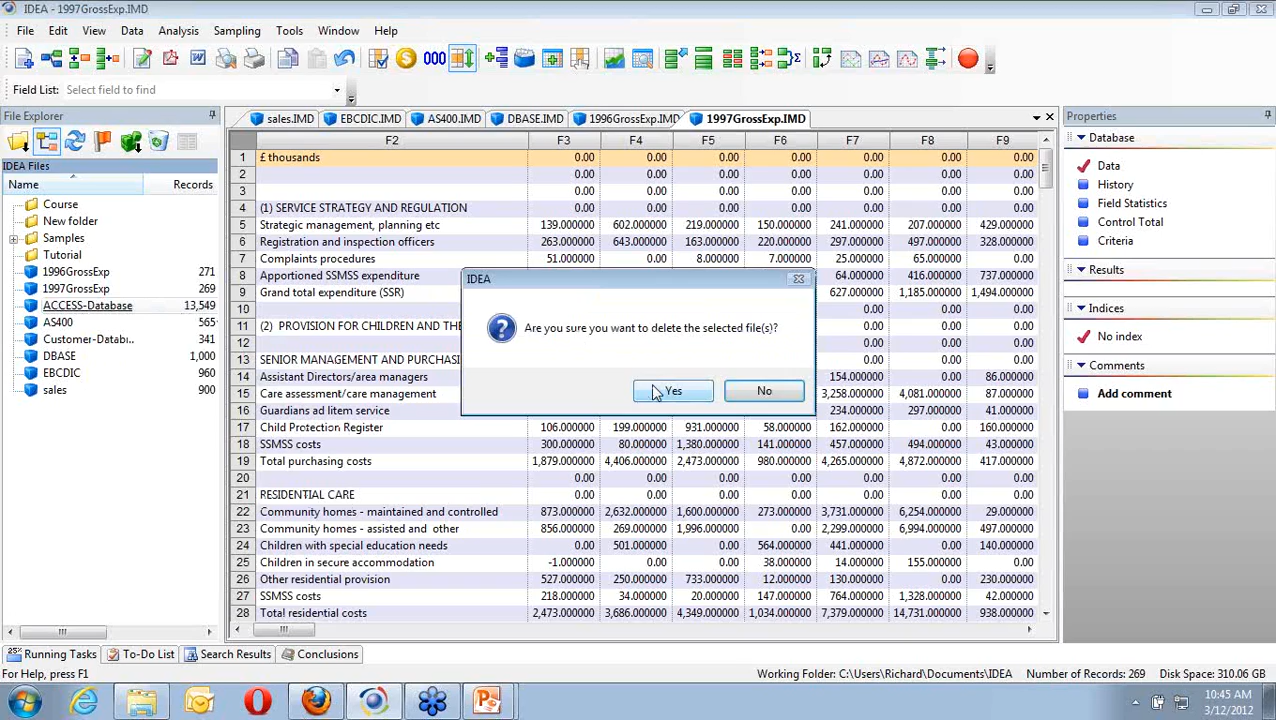 IDEA - 1997GrossExp.IMD
File Edit View Data Analysis Sampling Tools Window Help
Field List: Select field to find
File Explorer
IDEA Files
Name Records
Course
New folder
Samples
Tutorial
1996GrossExp 271
1997GrossExp 269
ACCESS-Database 13,549
AS400 565
Customer-Databi.. 341
DBASE 1,000
EBCDIC 960
sales 900
sales.IMD EBCDIC.IMD AS400.IMD DBASE.IMD 1996GrossExp.IMD 1997GrossExp.IMD
F2 F3 F4 F5 F6 F7 F8 F9
1 £ thousands 0.00 0.00 0.00 0.00 0.00 0.00 0.00
2 0.00 0.00 0.00 0.00 0.00 0.00 0.00
3 0.00 0.00 0.00 0.00 0.00 0.00 0.00
4 (1) SERVICE STRATEGY AND REGULATION 0.00 0.00 0.00 0.00 0.00 0.00 0.00
5 Strategic management, planning etc 139.000000 602.000000 219.000000 150.000000 241.000000 207.000000 429.000000
6 Registration and inspection officers 263.000000 643.000000 163.000000 220.000000 297.000000 497.000000 328.000000
7 Complaints procedures 51.000000 0.00 8.000000 7.000000 25.000000 65.000000 0.00
8 Apportioned SSMSS expenditure 64.000000 416.000000 737.000000
9 Grand total expenditure (SSR) 627.000000 1,185.000000 1,494.000000
10 0.00 0.00 0.00
11 (2) PROVISION FOR CHILDREN AND THE 0.00 0.00 0.00
12 0.00 0.00 0.00
13 SENIOR MANAGEMENT AND PURCHASI 0.00 0.00 0.00
14 Assistant Directors/area managers 154.000000 0.00 86.000000
15 Care assessment/care management 3,258.000000 4,081.000000 87.000000
16 Guardians ad litem service 234.000000 297.000000 41.000000
17 Child Protection Register 106.000000 199.000000 931.000000 58.000000 162.000000 0.00 160.000000
18 SSMSS costs 300.000000 80.000000 1,380.000000 141.000000 457.000000 494.000000 43.000000
19 Total purchasing costs 1,879.000000 4,406.000000 2,473.000000 980.000000 4,265.000000 4,872.000000 417.000000
20 0.00 0.00 0.00 0.00 0.00 0.00 0.00
21 RESIDENTIAL CARE 0.00 0.00 0.00 0.00 0.00 0.00 0.00
22 Community homes - maintained and controlled 873.000000 2,632.000000 1,600.000000 273.000000 3,731.000000 6,254.000000 29.000000
23 Community homes - assisted and other 856.000000 269.000000 1,996.000000 0.00 2,299.000000 6,994.000000 497.000000
24 Children with special education needs 0.00 501.000000 0.00 564.000000 441.000000 0.00 140.000000
25 Children in secure accommodation -1.000000 0.00 0.00 38.000000 14.000000 155.000000 0.00
26 Other residential provision 527.000000 250.000000 733.000000 12.000000 130.000000 0.00 230.000000
27 SSMSS costs 218.000000 34.000000 20.000000 147.000000 764.000000 1,328.000000 42.000000
28 Total residential costs 2,473.000000 3,686.000000 4,349.000000 1,034.000000 7,379.000000 14,731.000000 938.000000
IDEA
Are you sure you want to delete the selected file(s)?
Yes No
Properties
Database
Data
History
Field Statistics
Control Total
Criteria
Results
Indices
No index
Comments
Add comment
Running Tasks To-Do List Search Results Conclusions
For Help, press F1 Working Folder: C:\Users\Richard\Documents\IDEA Number of Records: 269 Disk Space: 310.06 GB
10:45 AM
3/12/2012